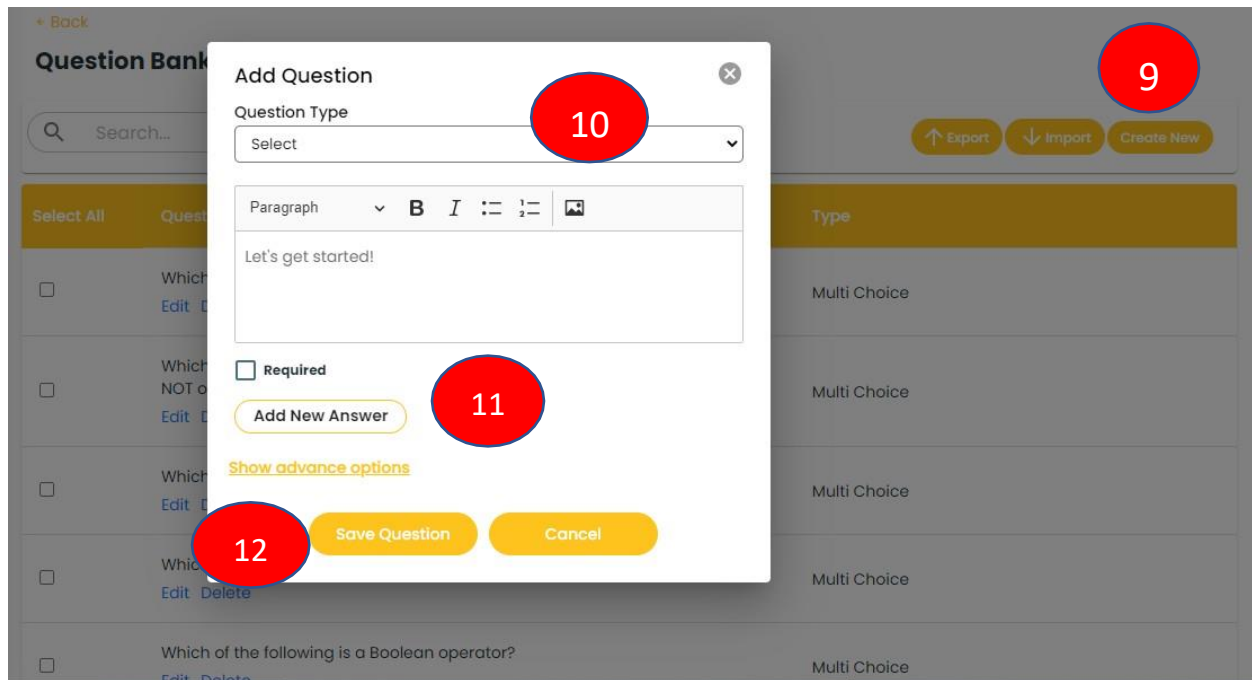 ← Back
Question Bank
9
Add Question
Question Type
10
Select
Search...
Export
Import
Create New
Paragraph
B I
Select All
Type
Let's get started!
Which
Edit
Multi Choice
Required
Which
NOT
Edit
Multi Choice
11
Add New Answer
Show advance options
Which
Edit
Multi Choice
12
Save Question
Cancel
Edit Delete
Multi Choice
Which of the following is a Boolean operator?
Edit Delete
Multi Choice